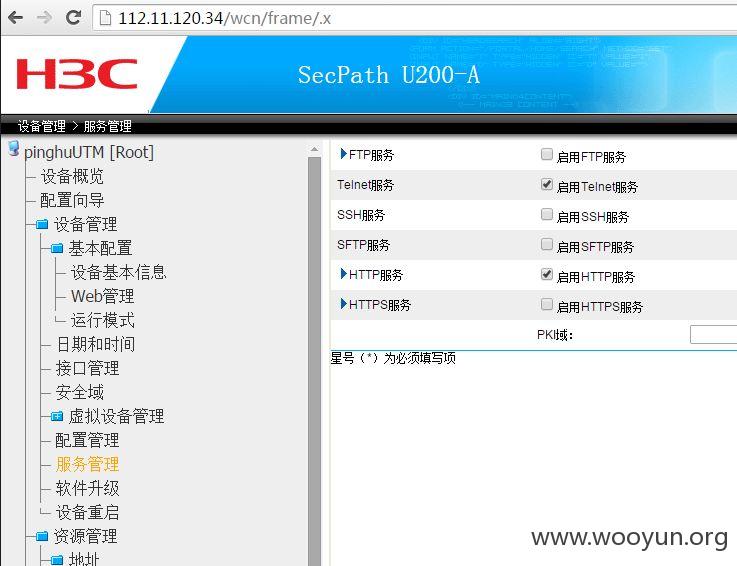 112.11.120.34/wcn/frame/.x
H3C
SecPath U200-A
设备管理 > 服务管理
pinghuUTM [Root]
设备概览
配置向导
设备管理
基本配置
设备基本信息
Web管理
运行模式
日期和时间
接口管理
安全域
虚拟设备管理
配置管理
服务管理
软件升级
设备重启
资源管理
地址
FTP服务 启用FTP服务
Telnet服务 启用Telnet服务
SSH服务 启用SSH服务
SFTP服务 启用SFTP服务
HTTP服务 启用HTTP服务
HTTPS服务 启用HTTPS服务
PKI域：
星号（*）为必须填写项
www.wooyun.org